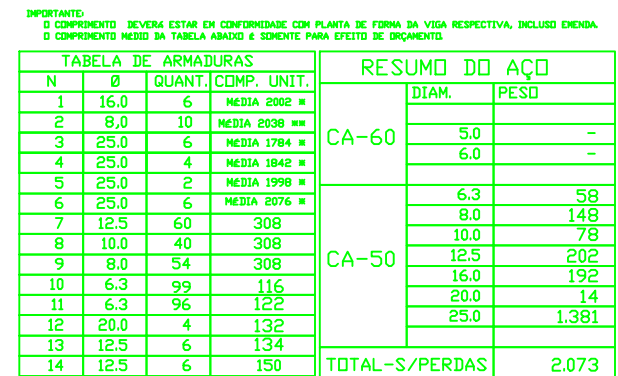 IMPORTANTE:
O COMPRIMENTO DEVERÁ ESTAR EM CONFORMIDADE COM PLANTA DE FORMA DA VIGA RESPECTIVA, INCLUSO EMENDA.
O COMPRIMENTO MÉDIO DA TABELA ABAIXO É SOMENTE PARA EFEITO DE ORÇAMENTO.
TABELA DE ARMADURAS
N Ø QUANT. COMP. UNIT.
1 16.0 6 MÉDIA 2002 *
2 8,0 10 MÉDIA 2038 **
3 25.0 6 MÉDIA 1784 *
4 25.0 4 MÉDIA 1842 *
5 25.0 2 MÉDIA 1998 *
6 25.0 6 MÉDIA 2076 *
7 12.5 60 308
8 10.0 40 308
9 8.0 54 308
10 6.3 99 116
11 6.3 96 122
12 20.0 4 132
13 12.5 6 134
14 12.5 6 150
RESUMO DO AÇO
DIAM. PESO
CA-60
5.0 -
6.0 -
CA-50
6.3 58
8.0 148
10.0 78
12.5 202
16.0 192
20.0 14
25.0 1.381
TOTAL-S/PERDAS 2.073